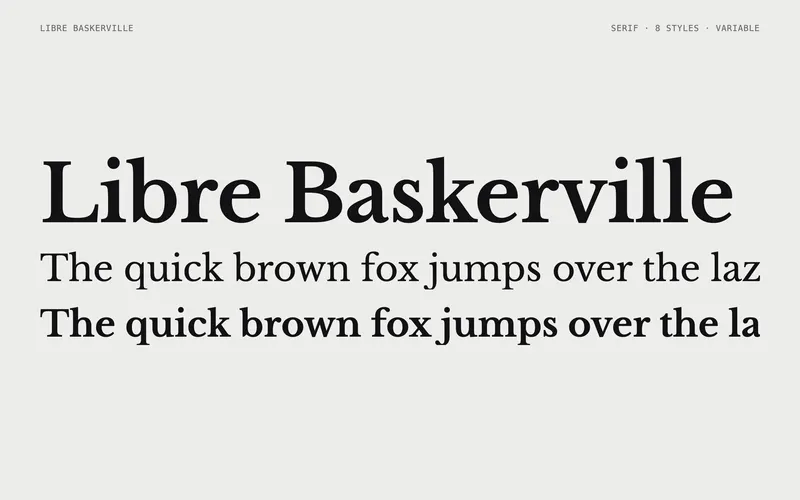 LIBRE BASKERVILLE
SERIF · 8 STYLES · VARIABLE
Libre Baskerville
The quick brown fox jumps over the laz
The quick brown fox jumps over the la